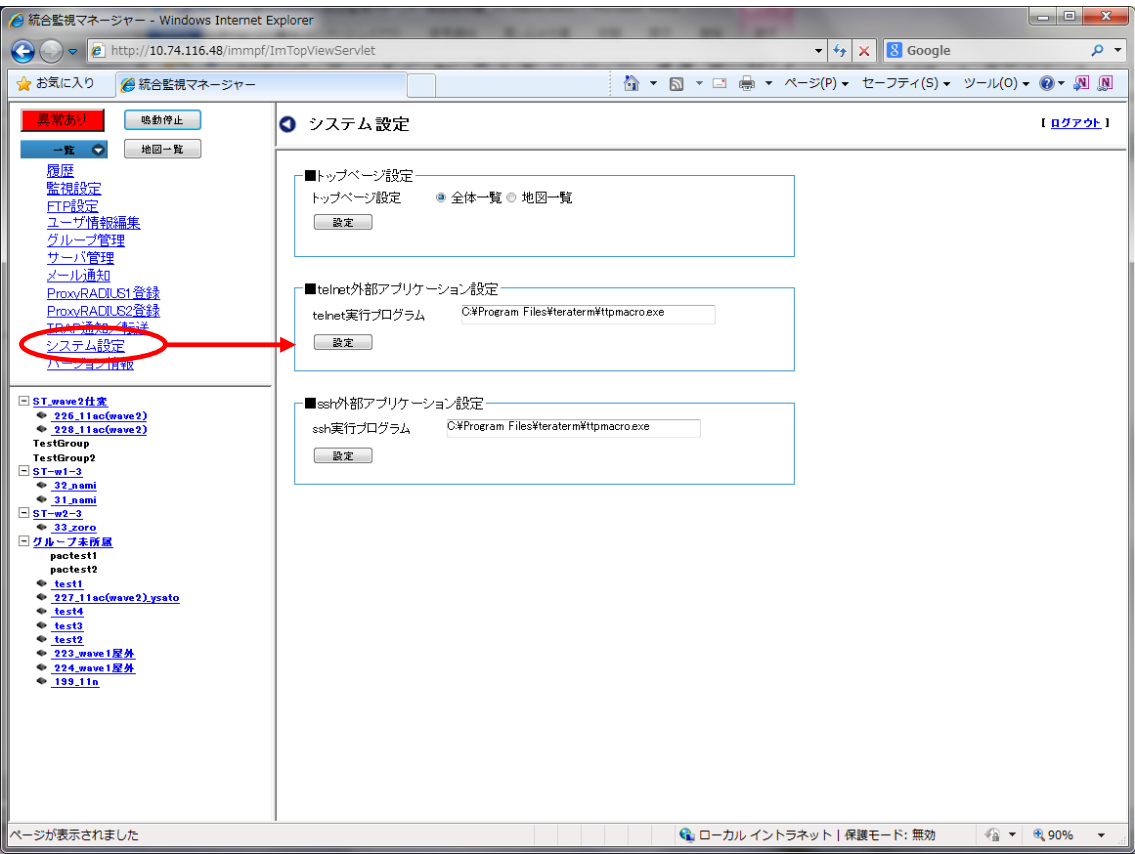 統合監視マネージャー - Windows Internet Explorer
http://10.74.116.48/immpf/ImTopViewServlet
Google
お気に入り
統合監視マネージャー
ページ(P)
セーフティ(S)
ツール(O)
異常あり
鳴動停止
一覧
地図一覧
履歴
監視設定
FTP設定
ユーザ情報編集
グループ管理
サーバ管理
メール通知
ProxyRADIUS1登録
ProxyRADIUS2登録
TRAP通知/転送
システム設定
バージョン情報
ST_wave2仕変
226_11ac(wave2)
228_11ac(wave2)
TestGroup
TestGroup2
ST-w1-3
32_nami
31_nami
ST-w2-3
33_zoro
グループ未所属
pactest1
pactest2
test1
227_11ac(wave2)_ysato
test4
test3
test2
223_wave1屋外
224_wave1屋外
199_11n
システム設定
[ ログアウト ]
■トップページ設定
トップページ設定 全体一覧 地図一覧
設定
■telnet外部アプリケーション設定
telnet実行プログラム C:¥Program Files¥teraterm¥ttpmacro.exe
設定
■ssh外部アプリケーション設定
ssh実行プログラム C:¥Program Files¥teraterm¥ttpmacro.exe
設定
ページが表示されました
ローカル イントラネット | 保護モード: 無効
90%